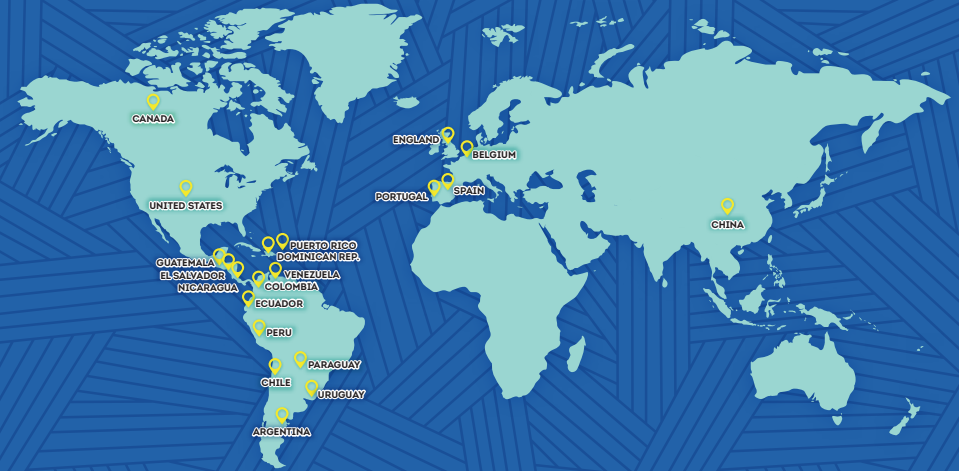 CANADA
ENGLAND
BELGIUM
SPAIN
PORTUGAL
UNITED STATES
CHINA
PUERTO RICO
DOMINICAN REP.
GUATEMALA
EL SALVADOR
VENEZUELA
NICARAGUA
COLOMBIA
ECUADOR
PERU
PARAGUAY
CHILE
URUGUAY
ARGENTINA